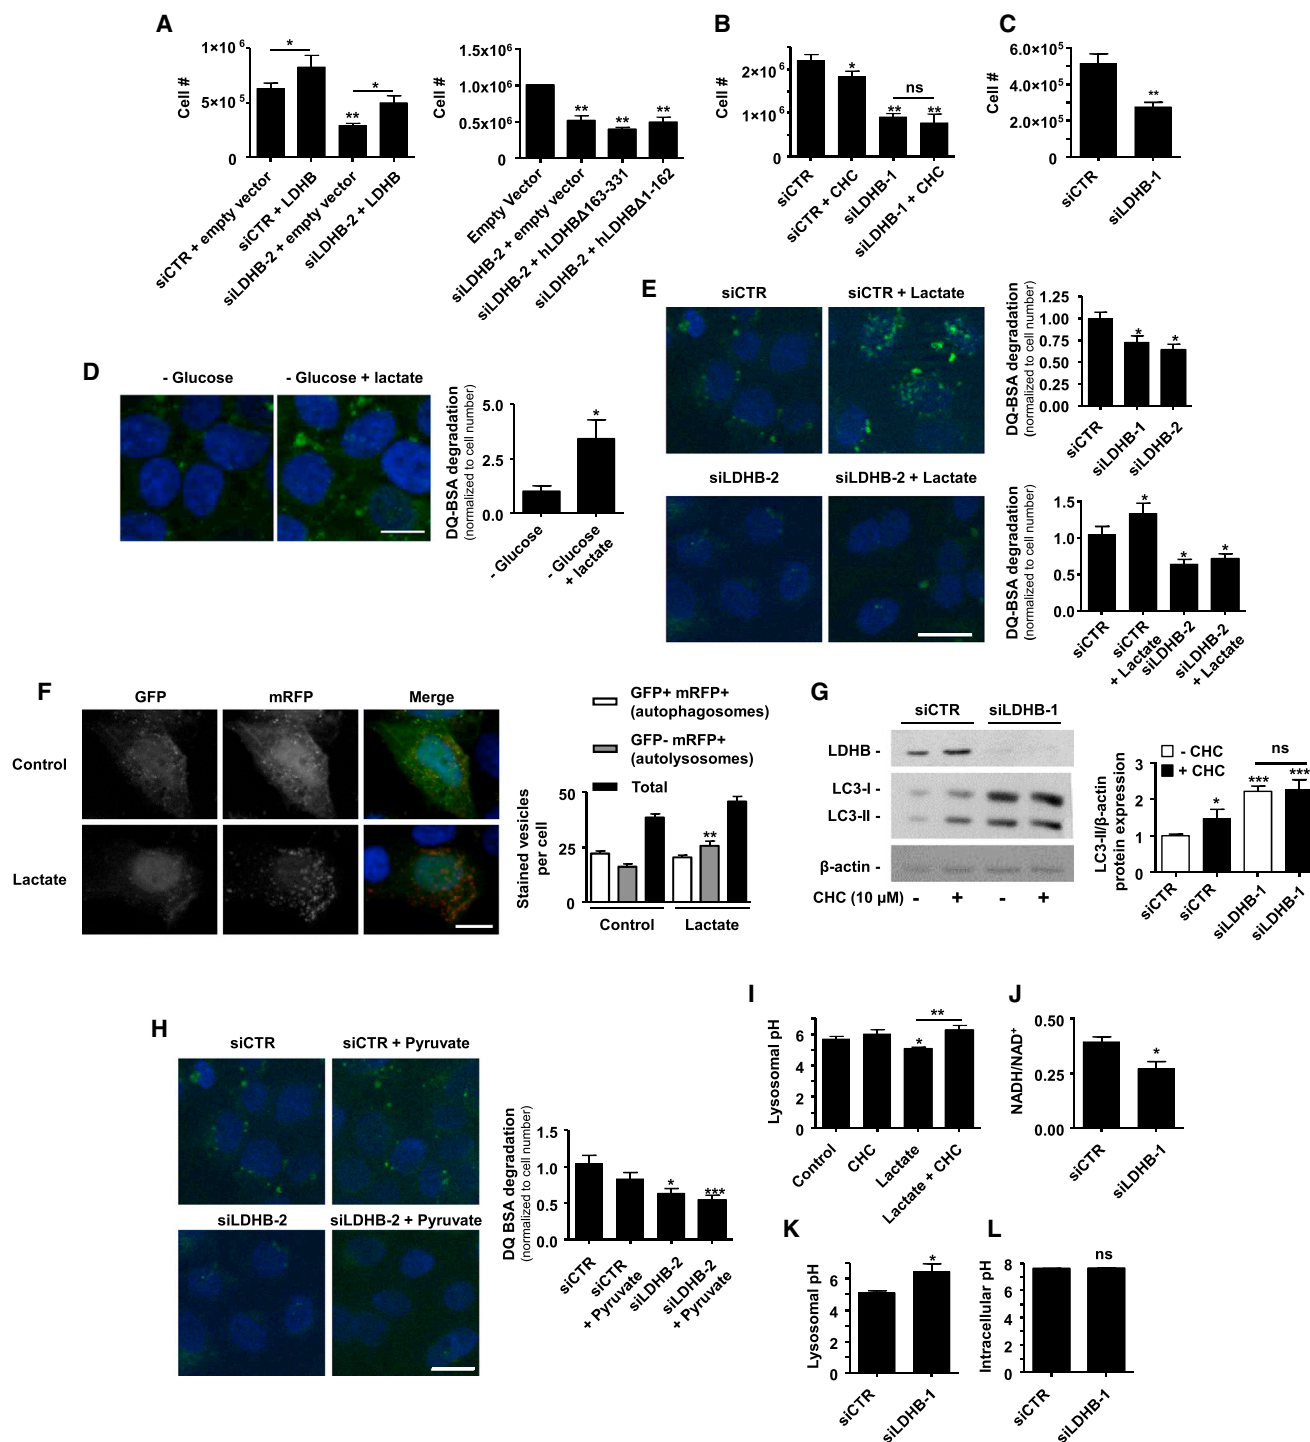 A
Cell #
1×10 6
5×10 5
0
*
**
*
siCTR + empty vector
siCTR + LDHB
siLDHB-2 + empty vector
siLDHB-2 + LDHB
Cell #
1.5x10 6
1.0x10 6
0.5x10 6
0
**
**
**
Empty Vector
siLDHB-2 + empty vector
siLDHB-2 + hLDHBΔ163-331
siLDHB-2 + hLDHBΔ1-162
B
Cell #
2×10 6
1×10 6
0
*
**
ns
**
siCTR
siCTR + CHC
siLDHB-1
siLDHB-1 + CHC
C
Cell #
6.0×10 5
4.0×10 5
2.0×10 5
0
**
siCTR
siLDHB-1
D
- Glucose
- Glucose + lactate
DQ-BSA degradation
(normalized to cell number)
5.0
2.5
0.0
*
- Glucose
- Glucose
+ lactate
E
siCTR
siCTR + Lactate
siLDHB-2
siLDHB-2 + Lactate
DQ-BSA degradation
(normalized to cell number)
1.25
1.00
0.75
0.50
0.25
0.00
*
*
siCTR
siLDHB-1
siLDHB-2
DQ-BSA degradation
(normalized to cell number)
1.5
1.0
0.5
0.0
*
*
*
siCTR
siCTR
+ Lactate
siLDHB-2
siLDHB-2
+ Lactate
F
GFP
mRFP
Merge
Control
Lactate
GFP+ mRFP+
(autophagosomes)
GFP- mRFP+
(autolysosomes)
Total
Stained vesicles
per cell
50
25
0
**
Control
Lactate
G
siCTR
siLDHB-1
LDHB -
LC3-I -
LC3-II -
β-actin -
CHC (10 μM)
- + - +
- CHC
+ CHC
LC3-II/β-actin
protein expression
3
2
1
0
*
***
ns
***
siCTR
siCTR
siLDHB-1
siLDHB-1
H
siCTR
siCTR + Pyruvate
siLDHB-2
siLDHB-2 + Pyruvate
DQ BSA degradation
(normalized to cell number)
1.5
1.0
0.5
0.0
*
***
siCTR
siCTR
+ Pyruvate
siLDHB-2
siLDHB-2
+ Pyruvate
I
Lysosomal pH
6
4
2
0
*
**
Control
CHC
Lactate
Lactate + CHC
J
NADH/NAD+
0.50
0.25
0.00
*
siCTR
siLDHB-1
K
Lysosomal pH
6
4
2
0
*
siCTR
siLDHB-1
L
Intracellular pH
8
6
4
2
0
ns
siCTR
siLDHB-1